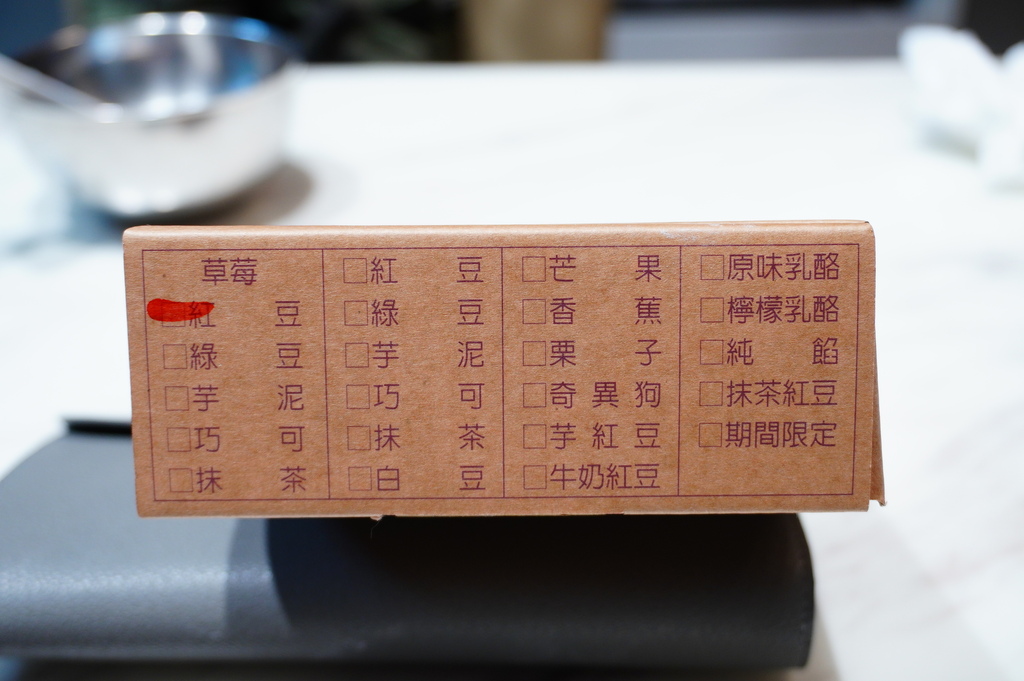 草莓
□紅豆
□綠豆
□芋泥
□巧可
□抹茶
□紅豆
□綠豆
□芋泥
□巧可
□抹茶
□白豆
□芒果
□香蕉
□栗子
□奇異狗
□芋紅豆
□牛奶紅豆
□原味乳酪
□檸檬乳酪
□純餡
□抹茶紅豆
□期間限定